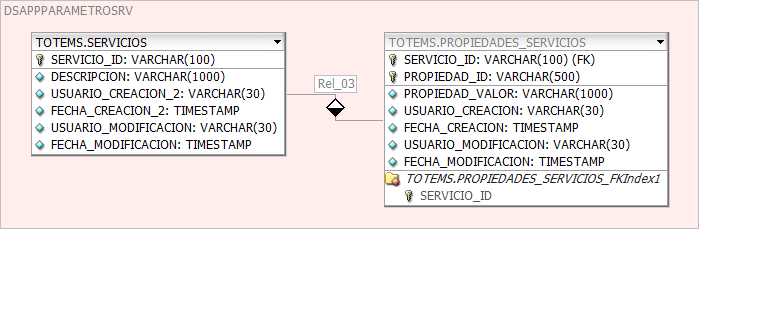 DSAPPPARAMETROSRV
TOTEMS.SERVICIOS
SERVICIO_ID: VARCHAR(100)
DESCRIPCION: VARCHAR(1000)
USUARIO_CREACION_2: VARCHAR(30)
FECHA_CREACION_2: TIMESTAMP
USUARIO_MODIFICACION: VARCHAR(30)
FECHA_MODIFICACION: TIMESTAMP
Rel_03
TOTEMS.PROPIEDADES_SERVICIOS
SERVICIO_ID: VARCHAR(100) (FK)
PROPIEDAD_ID: VARCHAR(500)
PROPIEDAD_VALOR: VARCHAR(1000)
USUARIO_CREACION: VARCHAR(30)
FECHA_CREACION: TIMESTAMP
USUARIO_MODIFICACION: VARCHAR(30)
FECHA_MODIFICACION: TIMESTAMP
TOTEMS.PROPIEDADES_SERVICIOS_FKIndex1
SERVICIO_ID